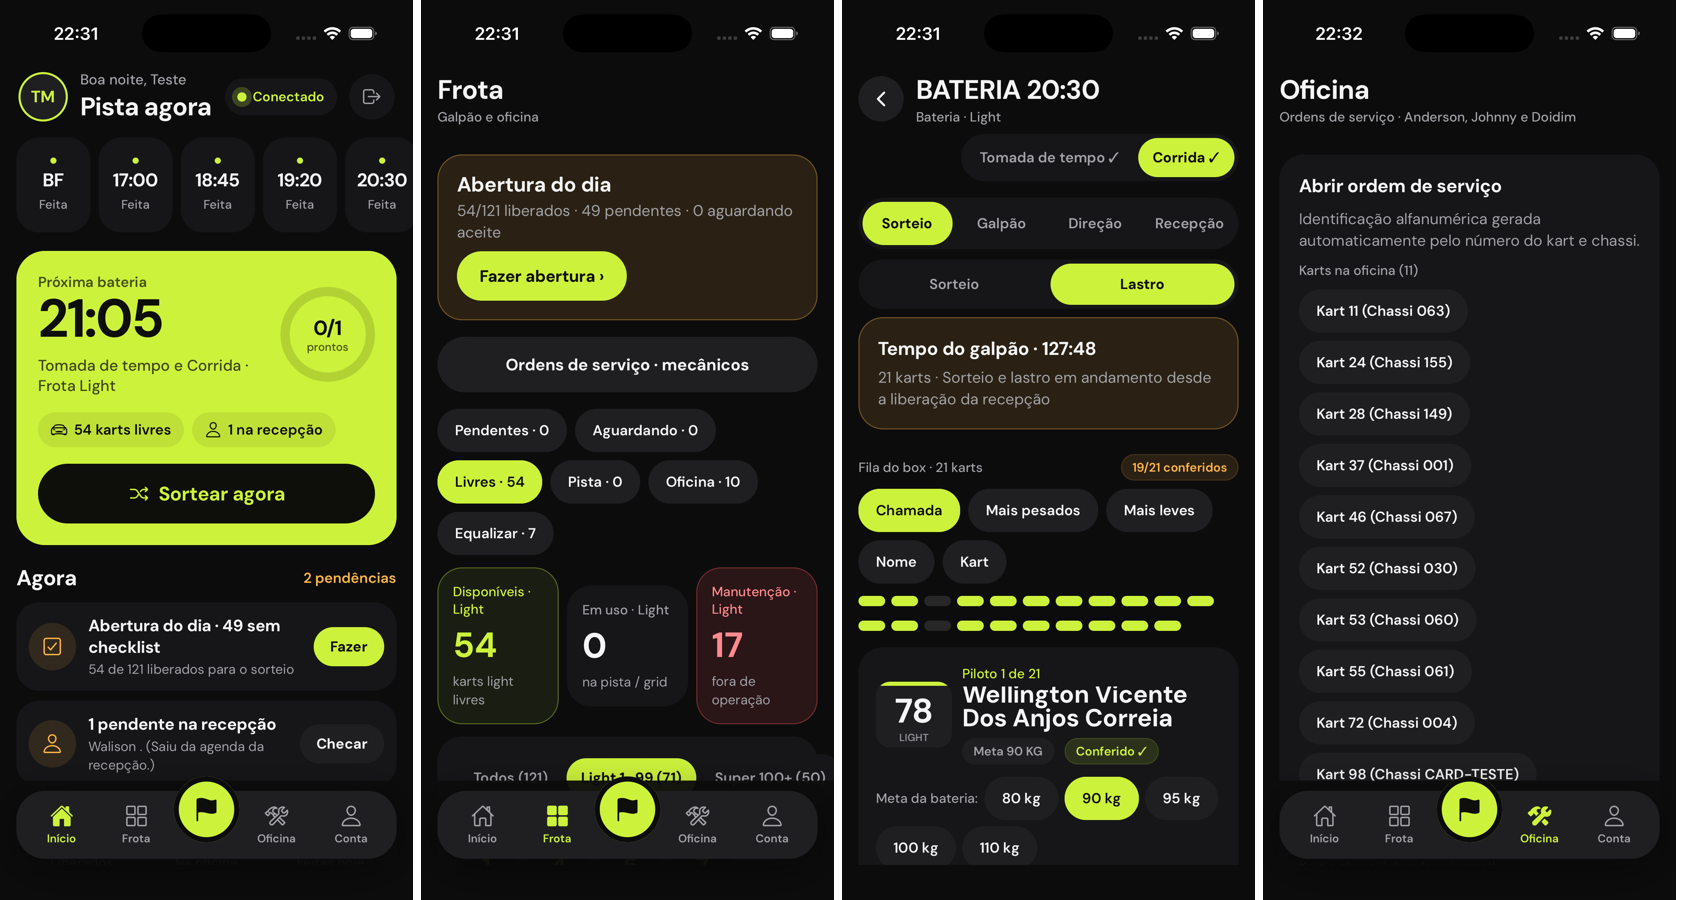 22:31
TM
Boa noite, Teste
Pista agora
Conectado
BF
Feita
17:00
Feita
18:45
Feita
19:20
Feita
20:30
Feita
Próxima bateria
21:05
Tomada de tempo e Corrida ·
Frota Light
0/1
prontos
54 karts livres
1 na recepção
Sortear agora
Agora
2 pendências
Abertura do dia · 49 sem
checklist
54 de 121 liberados para o sorteio
Fazer
1 pendente na recepção
Walison . (Saiu da agenda da
recepção.)
Checar
Início
Frota
Oficina
Conta
22:31
Frota
Galpão e oficina
Abertura do dia
54/121 liberados · 49 pendentes · 0 aguardando
aceite
Fazer abertura ›
Ordens de serviço · mecânicos
Pendentes · 0
Aguardando · 0
Livres · 54
Pista · 0
Oficina · 10
Equalizar · 7
Disponíveis ·
Light
54
karts light
livres
Em uso · Light
0
na pista / grid
Manutenção ·
Light
17
fora de
operação
Todos (121)
Light 1–99 (71)
Super 100+ (50)
Início
Frota
Oficina
Conta
22:31
BATERIA 20:30
Bateria · Light
Tomada de tempo ✓
Corrida ✓
Sorteio
Galpão
Direção
Recepção
Sorteio
Lastro
Tempo do galpão · 127:48
21 karts · Sorteio e lastro em andamento desde
a liberação da recepção
Fila do box · 21 karts
19/21 conferidos
Chamada
Mais pesados
Mais leves
Nome
Kart
78
LIGHT
Piloto 1 de 21
Wellington Vicente
Dos Anjos Correia
Meta 90 KG
Conferido ✓
Meta da bateria:
80 kg
90 kg
95 kg
100 kg
110 kg
22:32
Oficina
Ordens de serviço · Anderson, Johnny e Doidim
Abrir ordem de serviço
Identificação alfanumérica gerada
automaticamente pelo número do kart e chassi.
Karts na oficina (11)
Kart 11 (Chassi 063)
Kart 24 (Chassi 155)
Kart 28 (Chassi 149)
Kart 37 (Chassi 001)
Kart 46 (Chassi 067)
Kart 52 (Chassi 030)
Kart 53 (Chassi 060)
Kart 55 (Chassi 061)
Kart 72 (Chassi 004)
Kart 98 (Chassi CARD-TESTE)
Início
Frota
Oficina
Conta